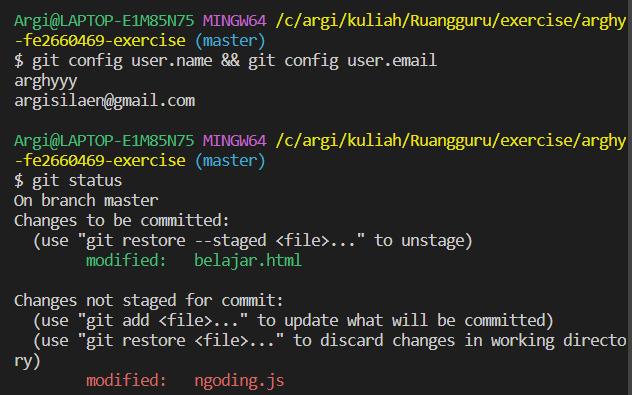 Argi@LAPTOP-E1M85N75 MINGW64 /c/argi/kuliah/Ruangguru/exercise/arghy
-fe2660469-exercise (master)
$ git config user.name && git config user.email
arghyyy
argisilaen@gmail.com

Argi@LAPTOP-E1M85N75 MINGW64 /c/argi/kuliah/Ruangguru/exercise/arghy
-fe2660469-exercise (master)
$ git status
On branch master
Changes to be committed:
  (use "git restore --staged <file>..." to unstage)
        modified:   belajar.html

Changes not staged for commit:
  (use "git add <file>..." to update what will be committed)
  (use "git restore <file>..." to discard changes in working directo
ry)
        modified:   ngoding.js